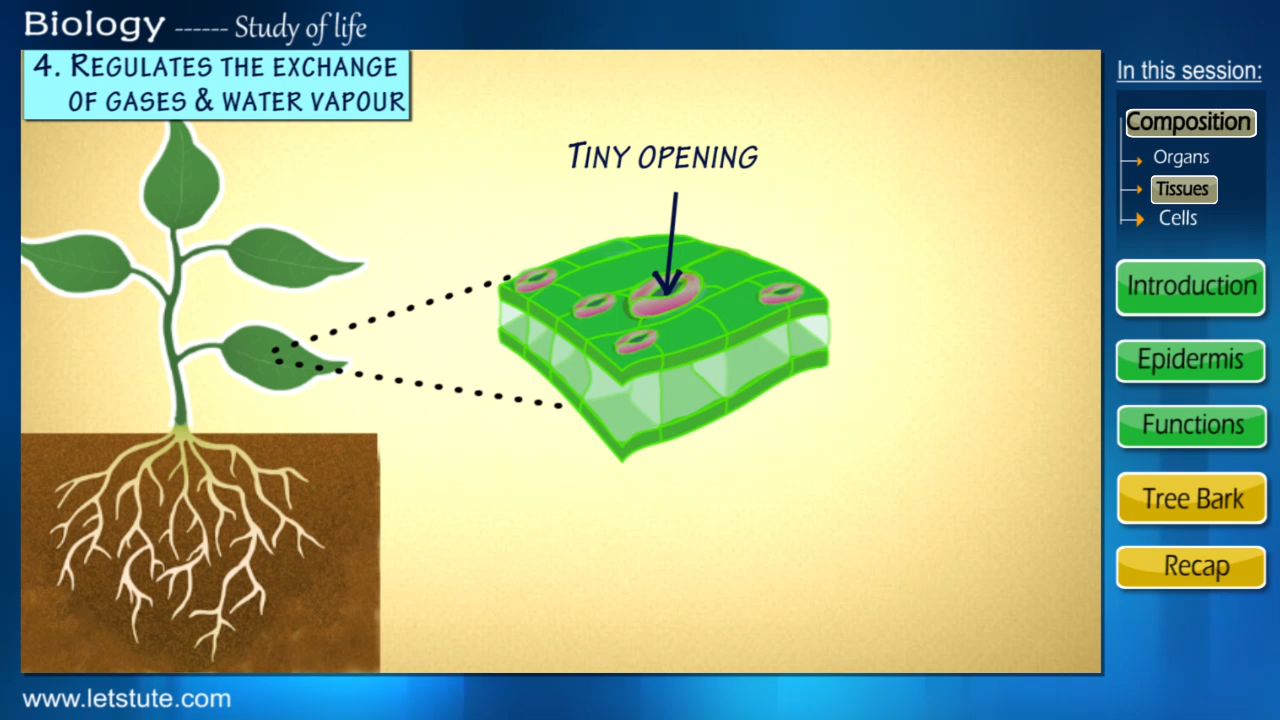 Biology ------ Study of life
4. REGULATES THE EXCHANGE
OF GASES & WATER VAPOUR
TINY OPENING
In this session:
Composition
Organs
Tissues
Cells
Introduction
Epidermis
Functions
Tree Bark
Recap
www.letstute.com